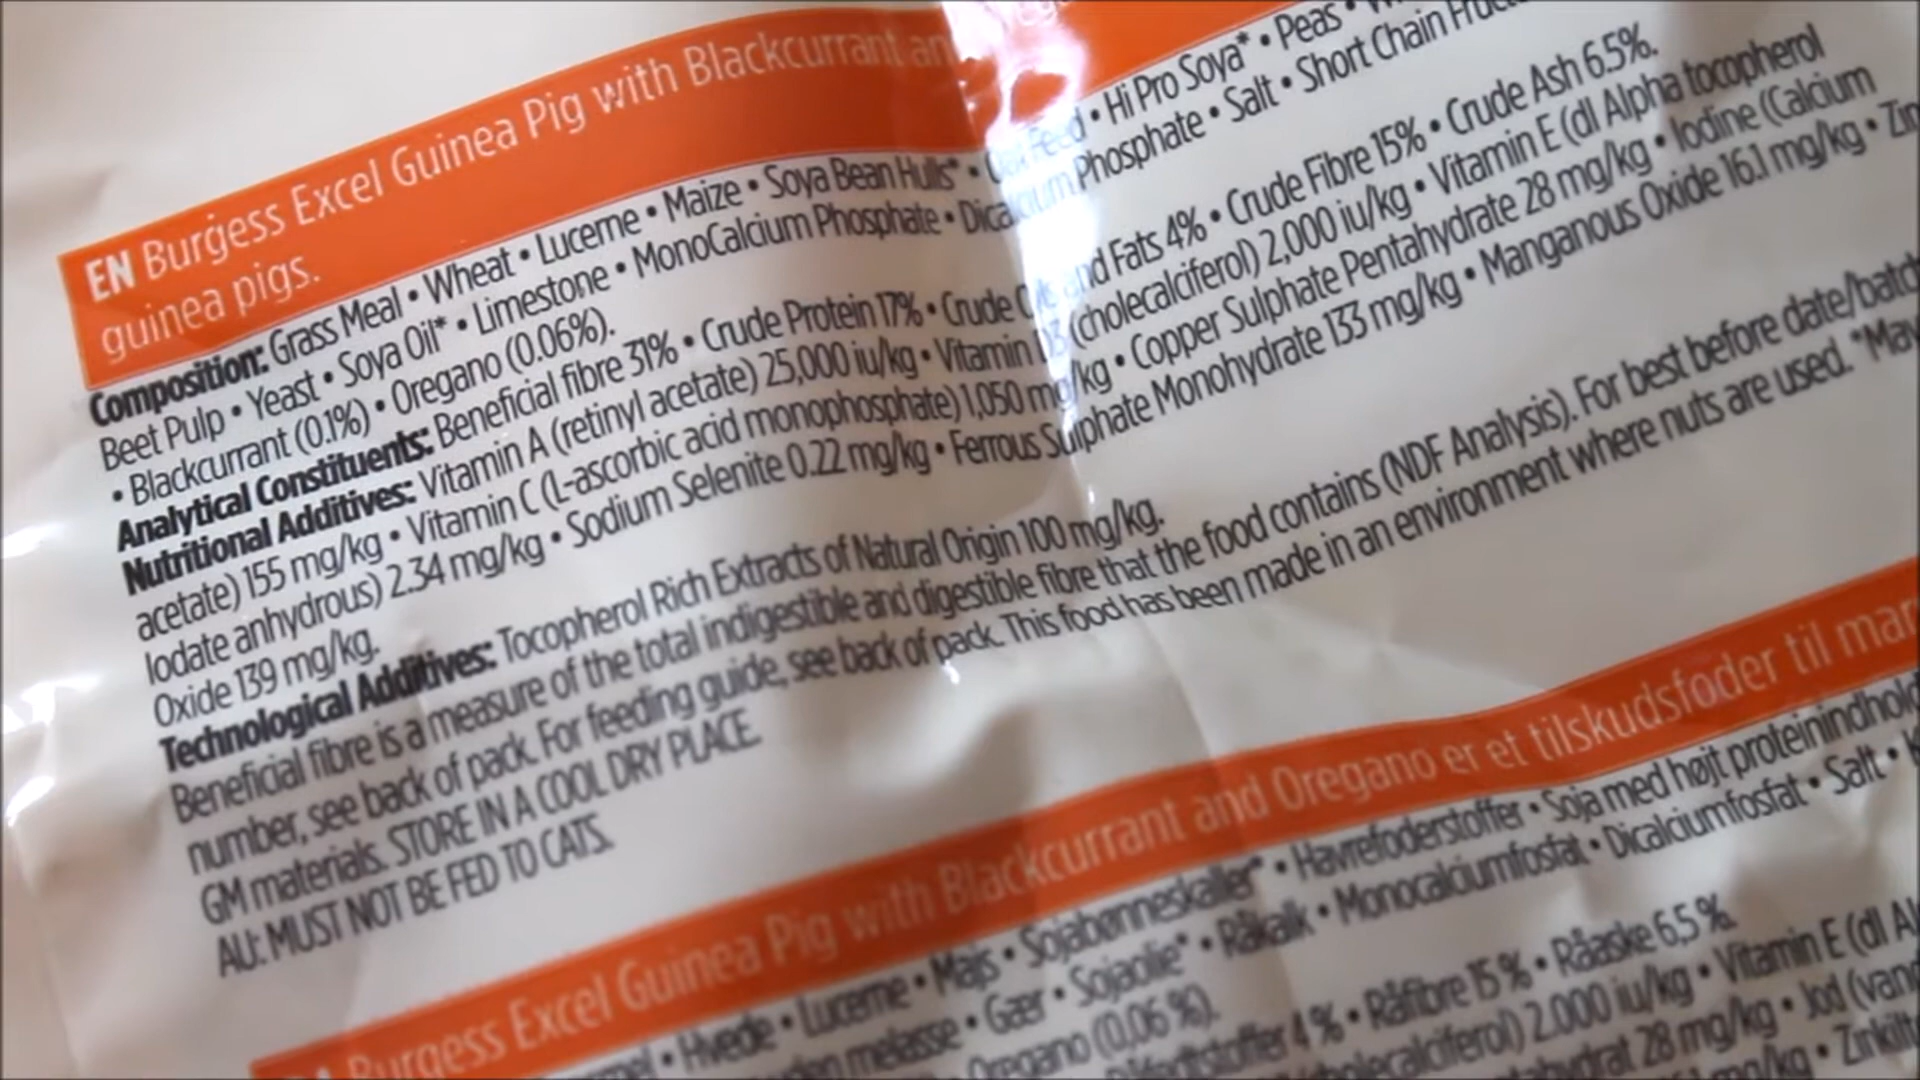 EN Burgess Excel Guinea Pig with Blackcurrant an
guinea pigs.
Composition: Grass Meal • Wheat • Lucerne • Maize • Soya Bean Hulls* • Oat Feed • Hi Pro Soya* • Peas •
Beet Pulp • Yeast • Soya Oil* • Limestone • MonoCalcium Phosphate • Dicalcium Phosphate • Salt • Short Chain
• Blackcurrant (0.1%) • Oregano (0.06%).
Analytical Constituents: Beneficial fibre 31% • Crude Protein 17% • Crude and Fats 4% • Crude Fibre 15% • Crude Ash 6.5%.
Nutritional Additives: Vitamin A (retinyl acetate) 25,000 iu/kg • Vitamin D3 (cholecalciferol) 2,000 iu/kg • Vitamin E (dl Alpha tocopherol
acetate) 155 mg/kg • Vitamin C (L-ascorbic acid monophosphate) 1,050 mg/kg • Copper Sulphate Pentahydrate 28 mg/kg • Iodine (Calcium
Iodate anhydrous) 2.34 mg/kg • Sodium Selenite 0.22 mg/kg • Ferrous Sulphate Monohydrate 133 mg/kg • Manganous Oxide 16.1 mg/kg • Zin
Oxide 139 mg/kg.
Technological Additives: Tocopherol Rich Extracts of Natural Origin 100 mg/kg.
Beneficial fibre is a measure of the total indigestible and digestible fibre that the food contains (NDF Analysis). For best before date/batch
number, see back of pack. For feeding guide, see back of pack. This food has been made in an environment where nuts are used. *May
GM materials. STORE IN A COOL DRY PLACE.
AU: MUST NOT BE FED TO CATS.
Burgess Excel Guinea Pig with Blackcurrant and Oregano er et tilskudsfoder til mar
• Hvede • Lucerne • Majs • Sojabønneskaller* • Havrefoderstoffer • Soja med højt proteinindhold
melasse • Gær • Sojaolie* • Råkalk • Monocalciumfosfat • Dicalciumfosfat • Salt •
Oregano (0,06 %).
4 % • Råfibre 15 % • Råaske 6,5 %.
2.000 iu/kg • Vitamin E (dl Al
28 mg/kg • Jod (van
mg/kg • Zinkilt